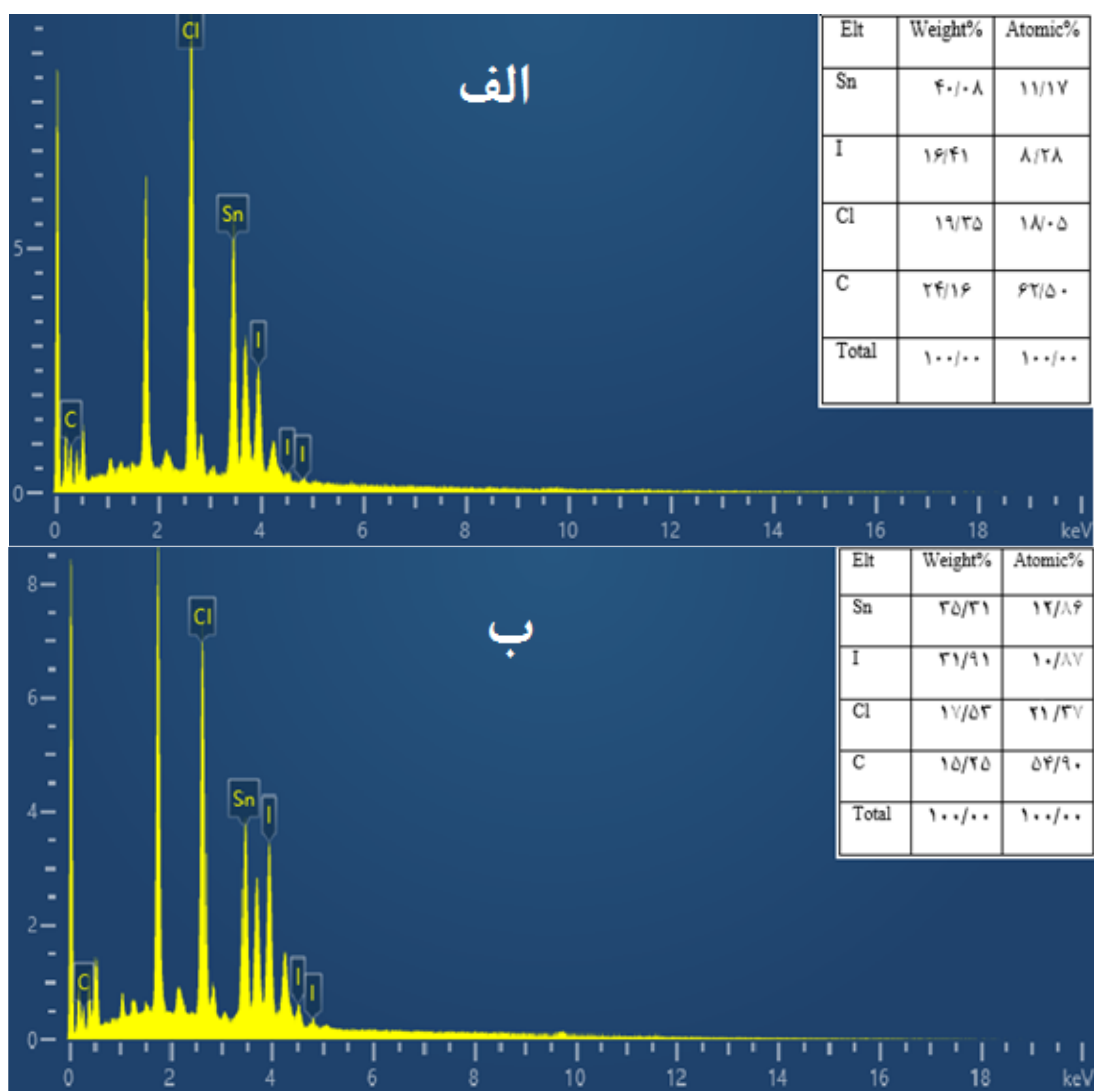 الف
Elt Weight% Atomic%
Sn ۴۰/۰۸ ۱۱/۱۷
I ۱۶/۴۱ ۸/۲۸
Cl ۱۹/۳۵ ۱۸/۰۵
C ۲۴/۱۶ ۶۲/۵۰
Total ۱۰۰/۰۰ ۱۰۰/۰۰
Cl
Sn
I
C
I I
5
0
0 2 4 6 8 10 12 14 16 18 keV
ب
Elt Weight% Atomic%
Sn ۳۵/۳۱ ۱۲/۸۶
I ۳۱/۹۱ ۱۰/۸۷
Cl ۱۷/۵۳ ۲۱/۳۷
C ۱۵/۲۵ ۵۴/۹۰
Total ۱۰۰/۰۰ ۱۰۰/۰۰
8
Cl
6
Sn I
4
2
C I I
0
0 2 4 6 8 10 12 14 16 18 keV